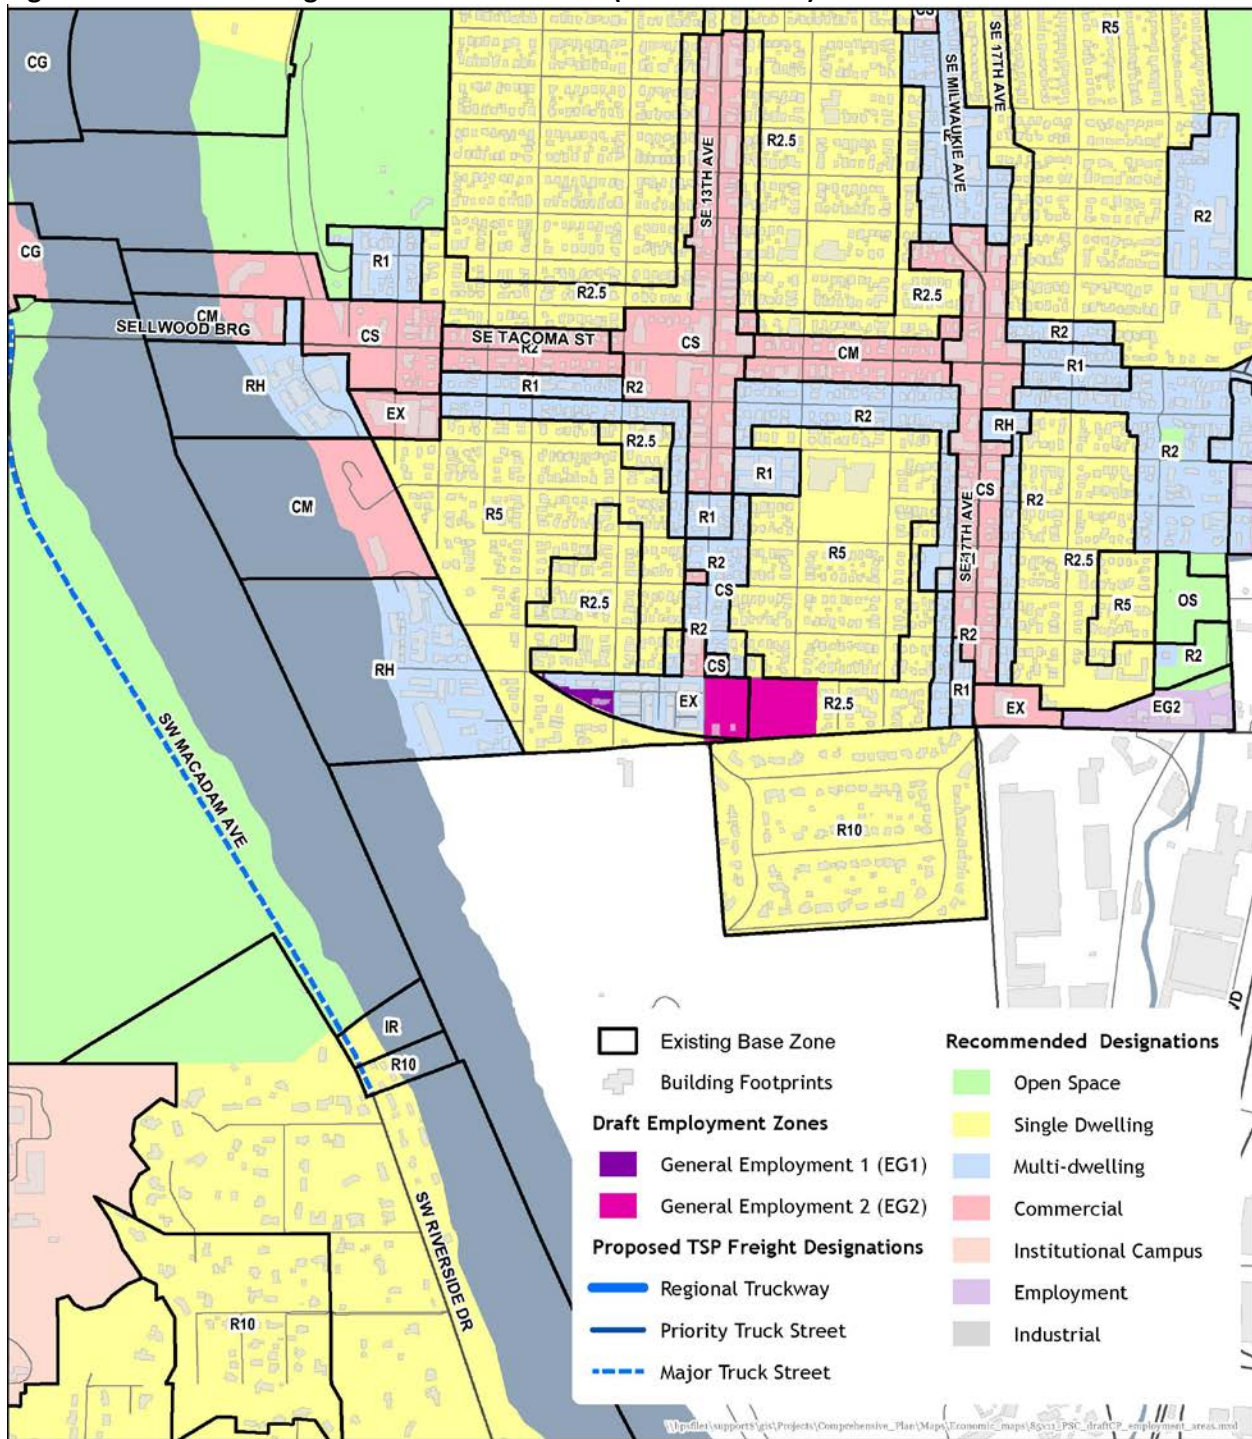 CG
CS
SE 17TH AVE
R5
SE MILWAUKIE AVE
R2.5
SE 13TH AVE
R2
CG
R1
R2.5
R2.5
CM
SELLWOOD BRG
CS
SE TACOMA ST
R2
CS
CM
R2
R1
RH
R1
R2
EX
R2
RH
R2.5
R2
R1
CS
CM
R5
R1
R2
R5
R2
CS
SE 17TH AVE
R2.5
R2.5
R5
OS
R2
R2
R2
CS
RH
R1
EX
R2.5
EX
EG2
SW MACADAM AVE
R10
IR
R10
VD
SW RIVERSIDE DR
R10
Existing Base Zone
Building Footprints
Draft Employment Zones
General Employment 1 (EG1)
General Employment 2 (EG2)
Proposed TSP Freight Designations
Regional Truckway
Priority Truck Street
Major Truck Street
Recommended Designations
Open Space
Single Dwelling
Multi-dwelling
Commercial
Institutional Campus
Employment
Industrial